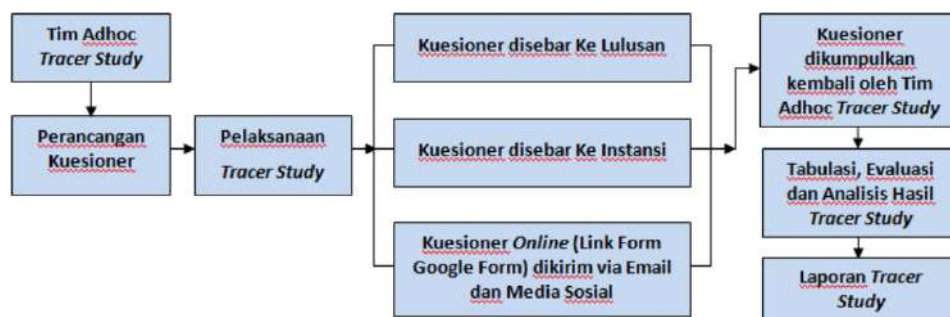 Tim Adhoc
Tracer Study
Perancangan
Kuesioner
Pelaksanaan
Tracer Study
Kuesioner disebar Ke Lulusan
Kuesioner disebar Ke Instansi
Kuesioner Online (Link Form
Google Form) dikirim via Email
dan Media Sosial
Kuesioner
dikumpulkan
kembali oleh Tim
Adhoc Tracer Study
Tabulasi, Evaluasi
dan Analisis Hasil
Tracer Study
Laporan Tracer
Study